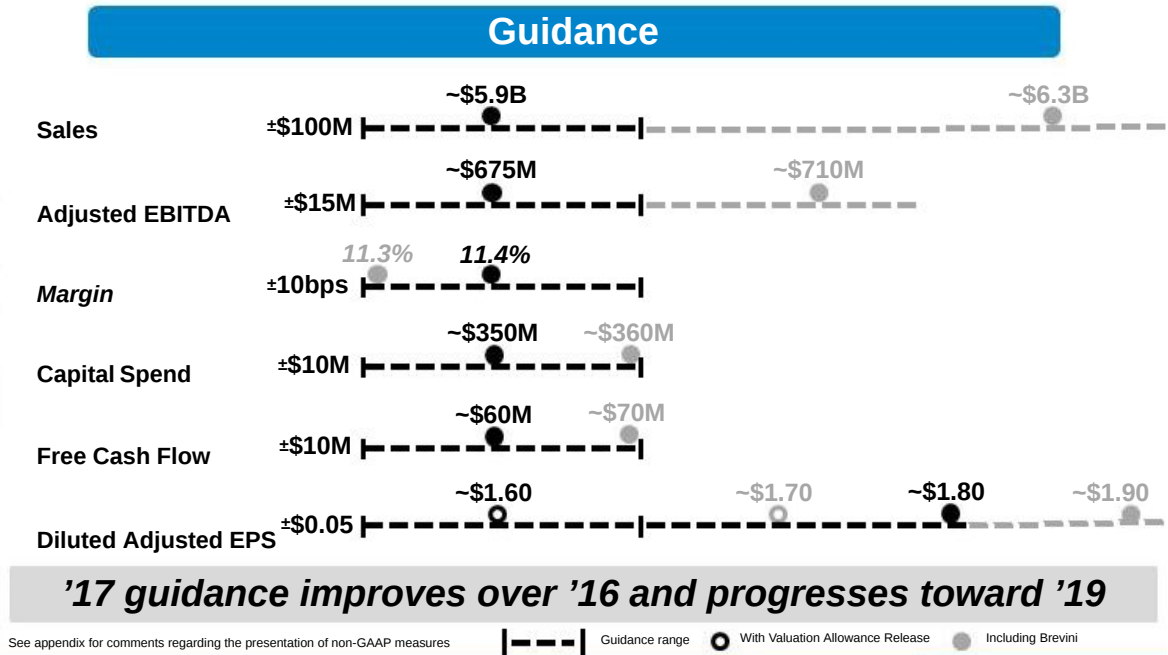 Guidance
~$5.9B ~$6.3B
Sales ±$100M
~$675M ~$710M
Adjusted EBITDA ±$15M
11.3% 11.4%
Margin ±10bps
~$350M ~$360M
Capital Spend ±$10M
~$60M ~$70M
Free Cash Flow ±$10M
~$1.60 ~$1.70 ~$1.80 ~$1.90
Diluted Adjusted EPS ±$0.05
’17 guidance improves over ’16 and progresses toward ’19
See appendix for comments regarding the presentation of non-GAAP measures Guidance range With Valuation Allowance Release Including Brevini